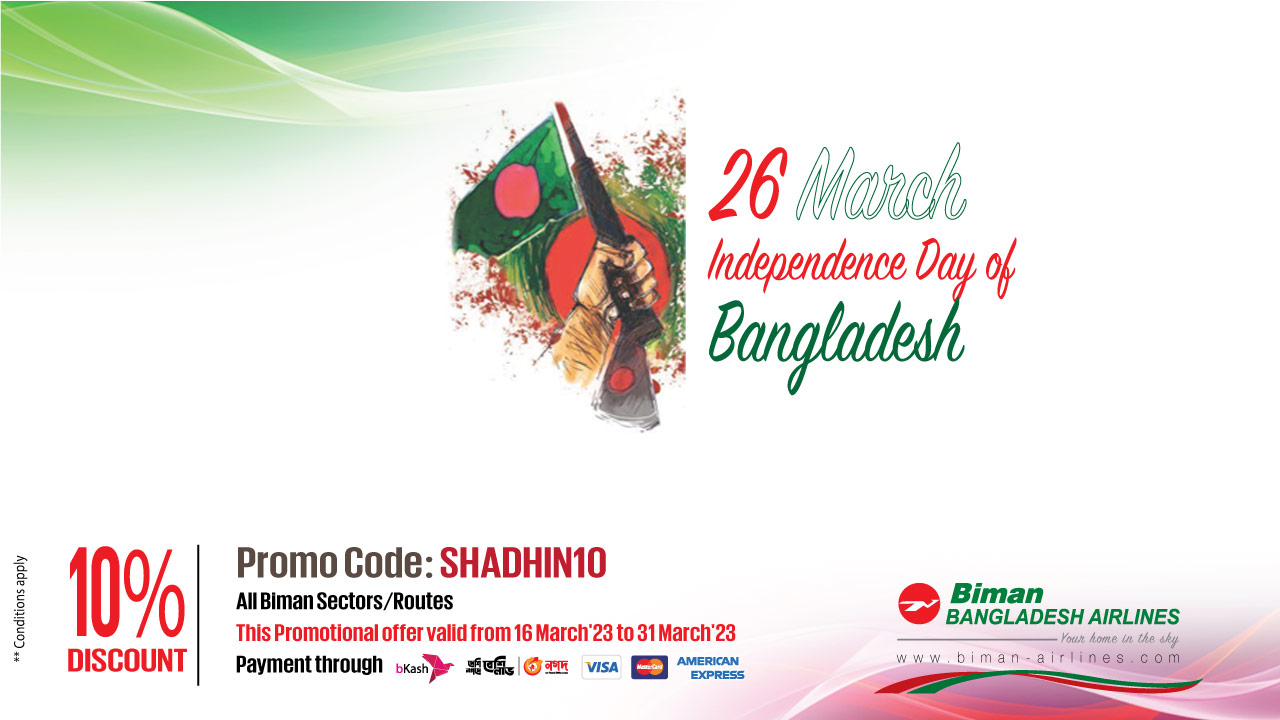 26 March
Independence Day of
Bangladesh
** Conditions apply
10%
DISCOUNT
Promo Code: SHADHIN10
All Biman Sectors/Routes
This Promotional offer valid from 16 March'23 to 31 March'23
Payment through bKash নগদ VISA MasterCard AMERICAN EXPRESS
Biman
BANGLADESH AIRLINES
Your home in the sky
www.biman-airlines.com